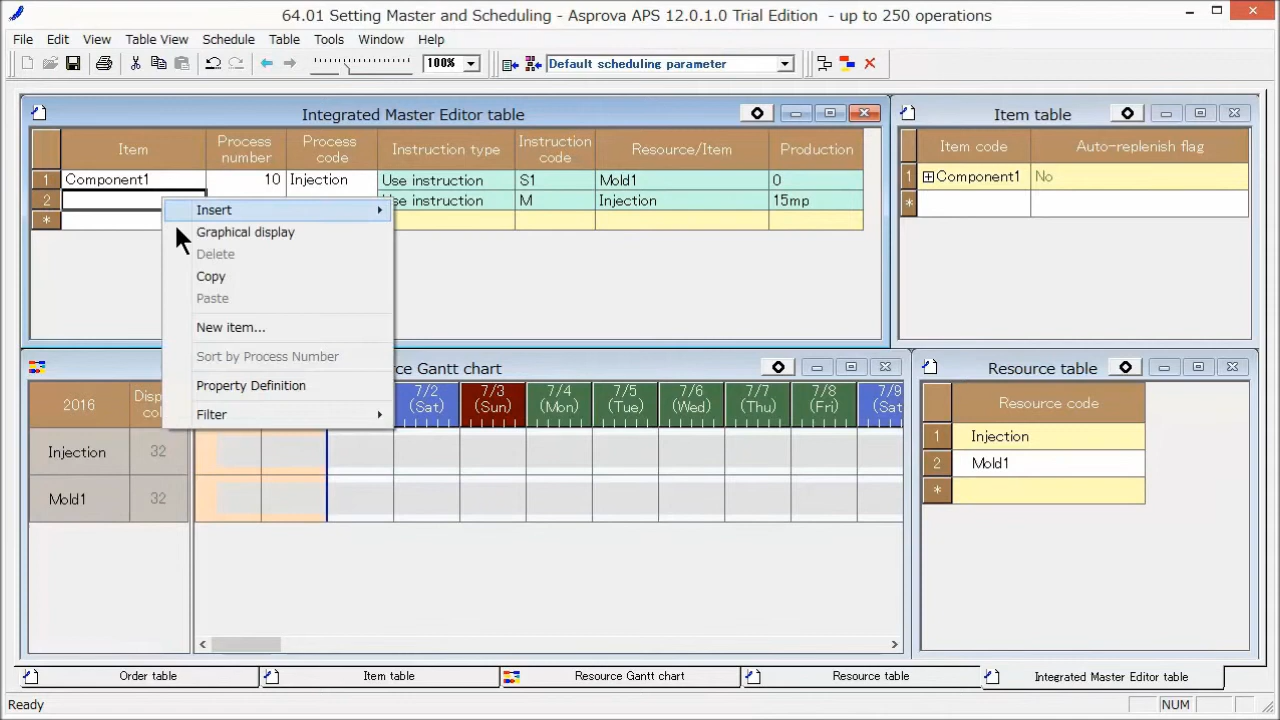 64.01 Setting Master and Scheduling - Asprova APS 12.0.1.0 Trial Edition - up to 250 operations
File Edit View Table View Schedule Table Tools Window Help
100% Default scheduling parameter
Integrated Master Editor table
Item Process number Process code Instruction type Instruction code Resource/Item Production
1 Component1 10 Injection Use instruction S1 Mold1 0
2 se instruction M Injection 15mp
*
Insert
Graphical display
Delete
Copy
Paste
New item...
Sort by Process Number
Property Definition
Filter
Item table
Item code Auto-replenish flag
1 Component1 No
*
ce Gantt chart
2016 Disp col 7/2 (Sat) 7/3 (Sun) 7/4 (Mon) 7/5 (Tue) 7/6 (Wed) 7/7 (Thu) 7/8 (Fri) 7/9 (Sat
Injection 32
Mold1 32
Resource table
Resource code
1 Injection
2 Mold1
*
Order table Item table Resource Gantt chart Resource table Integrated Master Editor table
Ready NUM